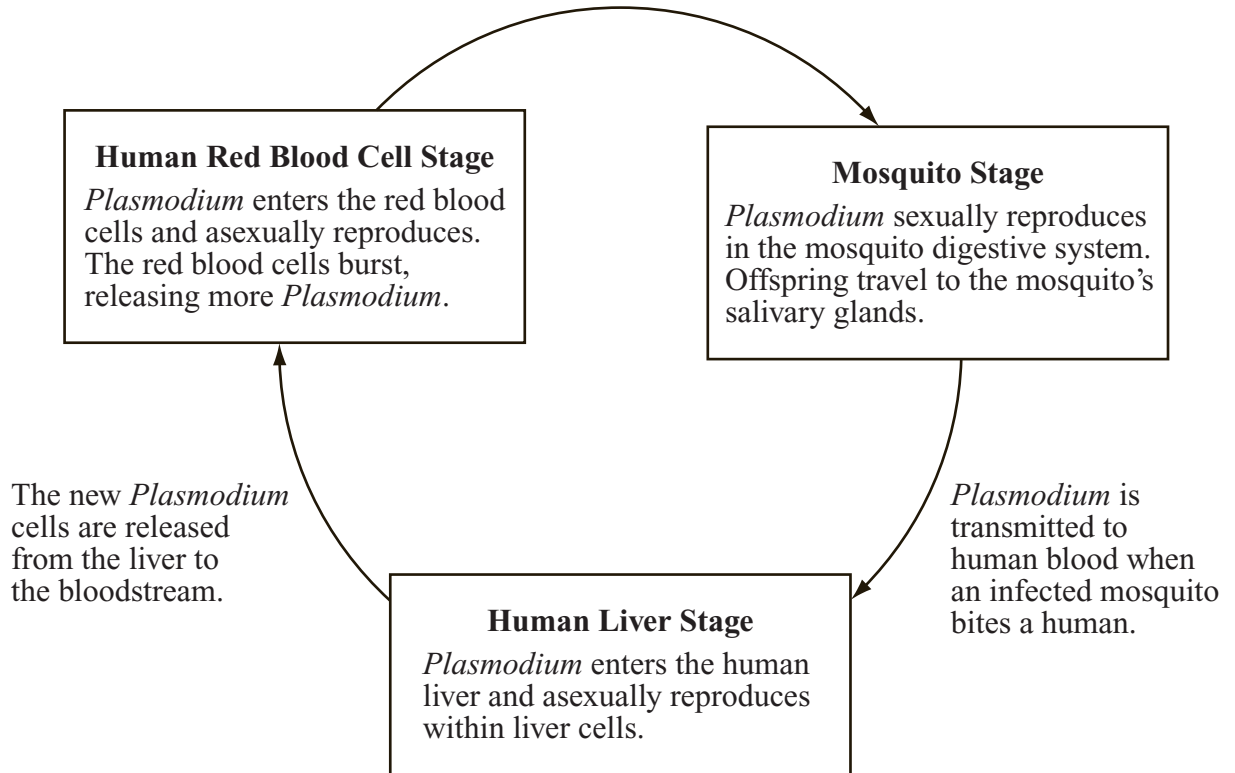 Human Red Blood Cell Stage
Plasmodium enters the red blood
cells and asexually reproduces.
The red blood cells burst,
releasing more Plasmodium.
Mosquito Stage
Plasmodium sexually reproduces
in the mosquito digestive system.
Offspring travel to the mosquito’s
salivary glands.
The new Plasmodium
cells are released
from the liver to
the bloodstream.
Plasmodium is
transmitted to
human blood when
an infected mosquito
bites a human.
Human Liver Stage
Plasmodium enters the human
liver and asexually reproduces
within liver cells.